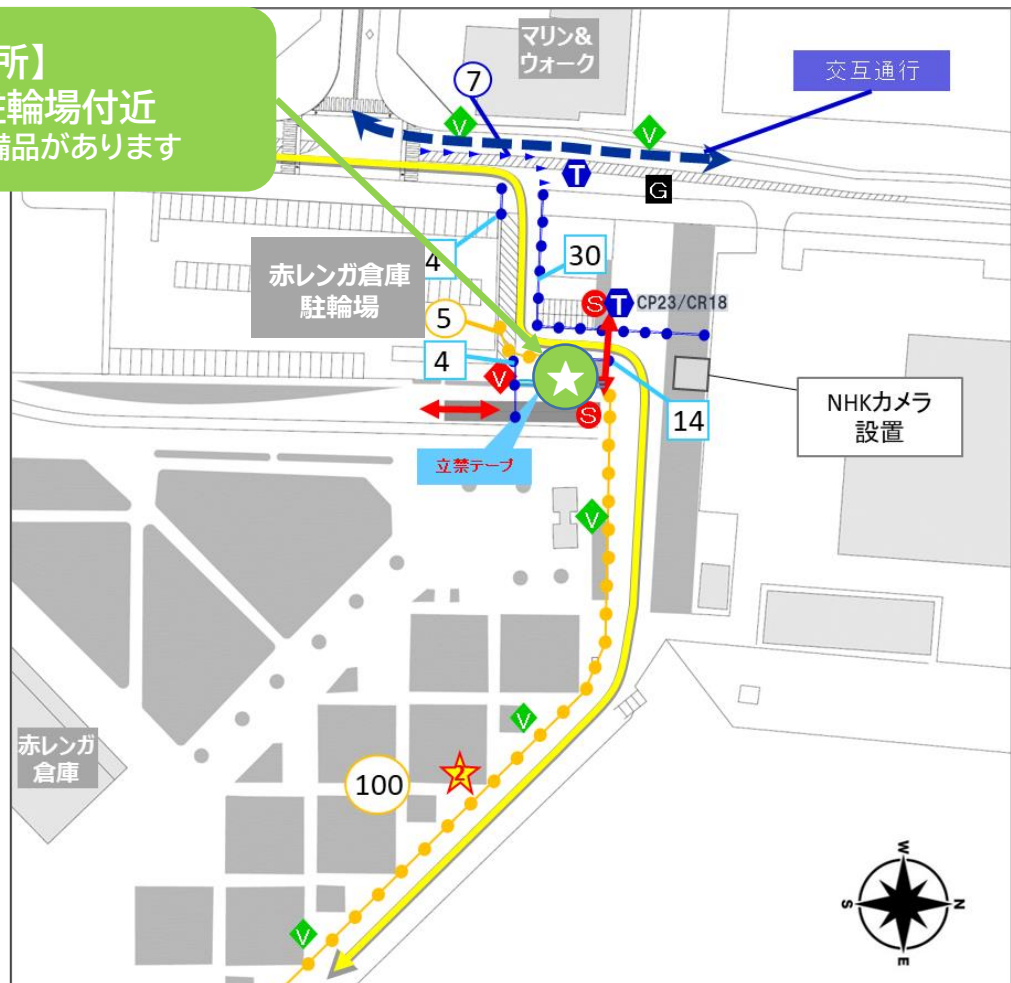 所】
駐輪場付近
備品があります
マリン&
ウォーク
交互通行
7
V
V
T
G
4
30
赤レンガ倉庫
駐輪場
S
T
CP23/CR18
5
4
V
S
14
NHKカメラ
設置
立禁テープ
V
V
赤レンガ
倉庫
2
100
V
W
S
N
E